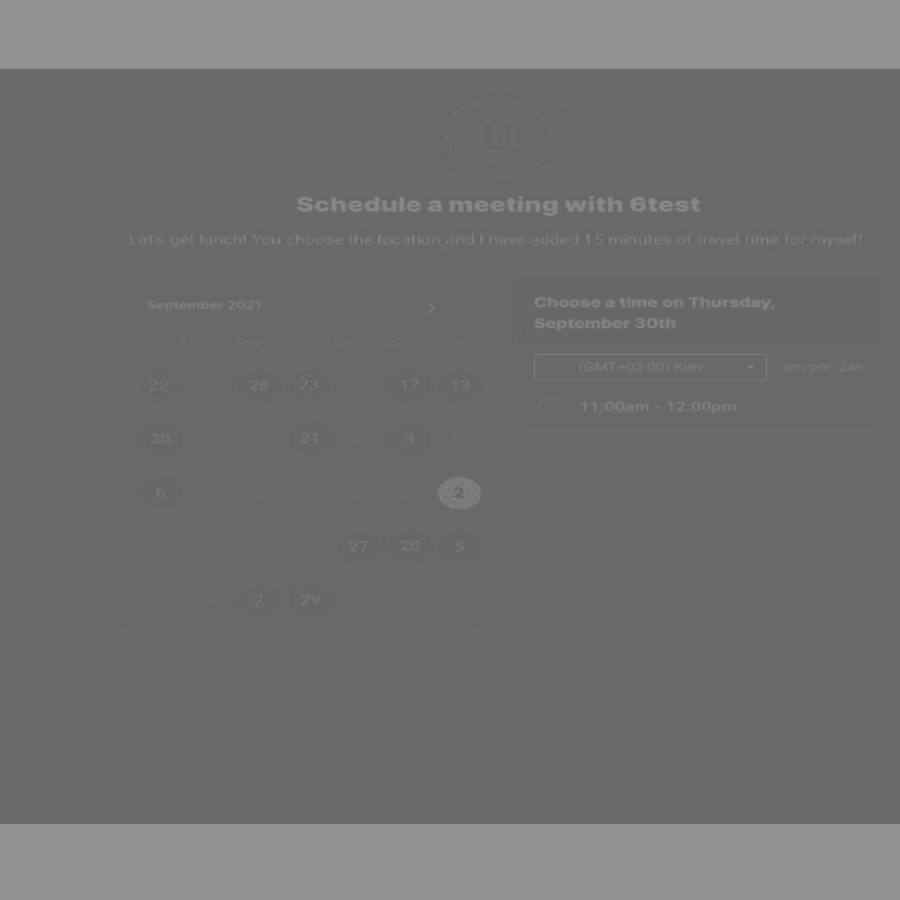 U
Schedule a meeting with 6test
Let's get lunch! You choose the location and I have added 15 minutes of travel time for myself.
September 2021 < >
SUN MON TUE WED THU FRI SAT
22 28 23 17 13
30 21 3 19
6 2
27 20 5
2 29
Choose a time on Thursday,
September 30th
(GMT+03:00) Kiev am/pm 24h
11:00am - 12:00pm